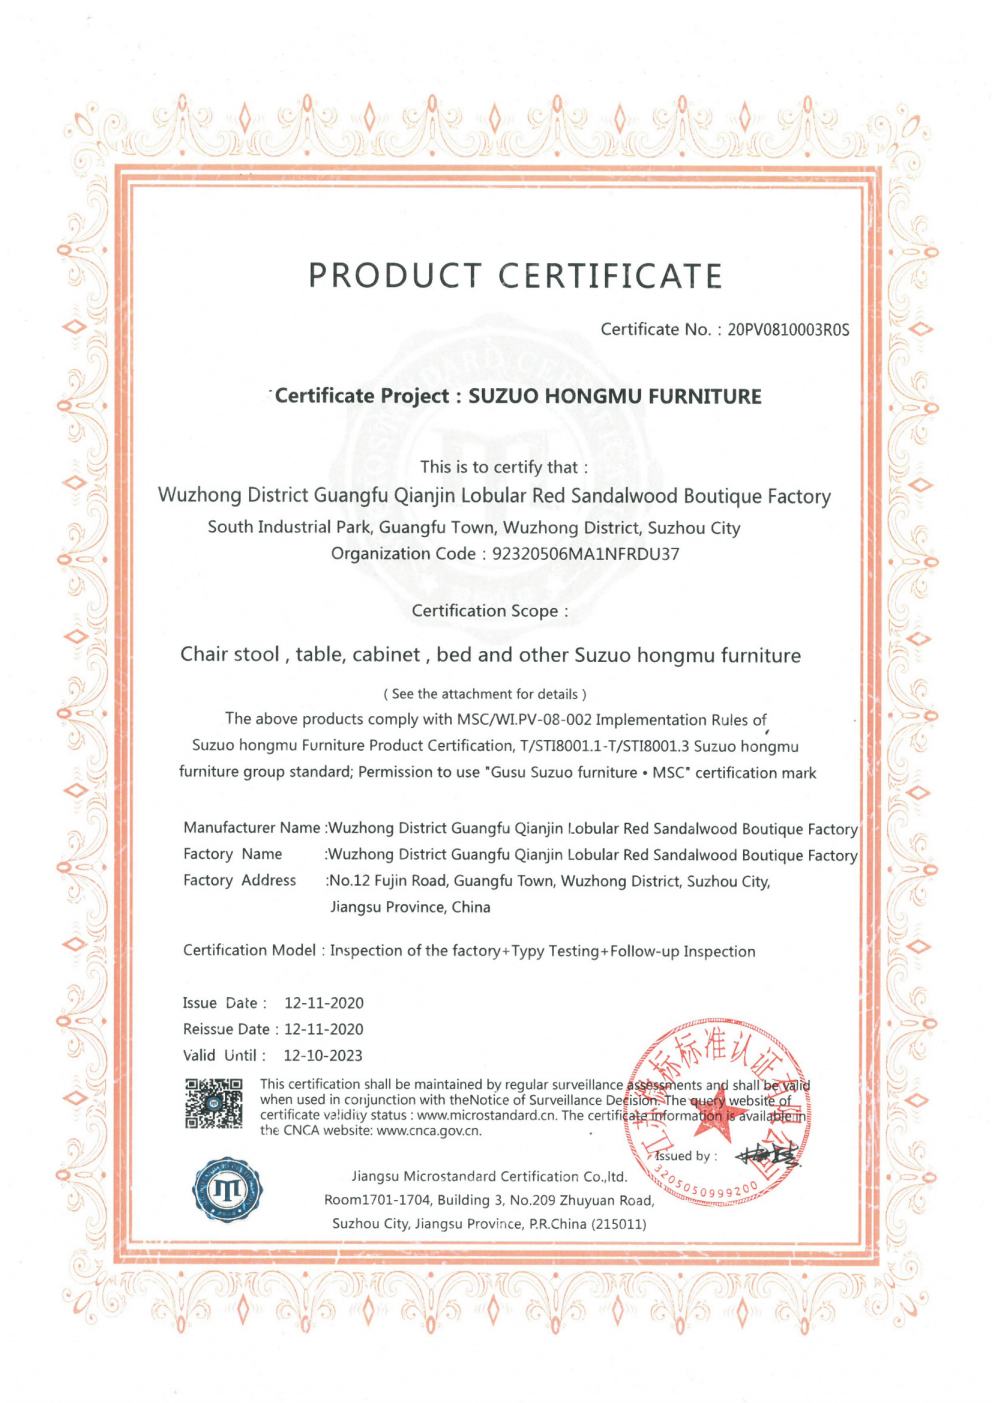 PRODUCT CERTIFICATE
Certificate No. : 20PV0810003R0S
Certificate Project : SUZUO HONGMU FURNITURE
This is to certify that :
Wuzhong District Guangfu Qianjin Lobular Red Sandalwood Boutique Factory
South Industrial Park, Guangfu Town, Wuzhong District, Suzhou City
Organization Code : 92320506MA1NFRDU37
Certification Scope :
Chair stool , table, cabinet , bed and other Suzuo hongmu furniture
( See the attachment for details )
The above products comply with MSC/WI.PV-08-002 Implementation Rules of
Suzuo hongmu Furniture Product Certification, T/STI8001.1-T/STI8001.3 Suzuo hongmu
furniture group standard; Permission to use "Gusu Suzuo furniture • MSC" certification mark
Manufacturer Name :Wuzhong District Guangfu Qianjin Lobular Red Sandalwood Boutique Factory
Factory Name :Wuzhong District Guangfu Qianjin Lobular Red Sandalwood Boutique Factory
Factory Address :No.12 Fujin Road, Guangfu Town, Wuzhong District, Suzhou City,
Jiangsu Province, China
Certification Model : Inspection of the factory+Typy Testing+Follow-up Inspection
Issue Date : 12-11-2020
Reissue Date : 12-11-2020
Valid Until : 12-10-2023
This certification shall be maintained by regular surveillance assessments and shall be valid
when used in conjunction with theNotice of Surveillance Decision. The query website of
certificate validity status : www.microstandard.cn. The certificate information is available in
the CNCA website: www.cnca.gov.cn.
Issued by :
Jiangsu Microstandard Certification Co.,ltd.
Room1701-1704, Building 3, No.209 Zhuyuan Road,
Suzhou City, Jiangsu Province, P.R.China (215011)
江苏微标标准认证有限公司
3205050999200